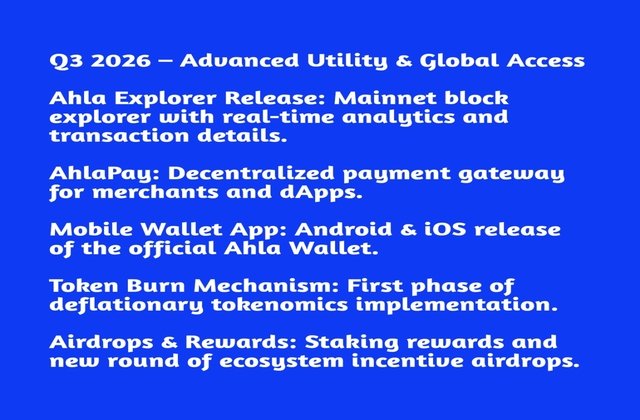 Q3 2026 – Advanced Utility & Global Access
Ahla Explorer Release: Mainnet block
explorer with real-time analytics and
transaction details.
AhlaPay: Decentralized payment gateway
for merchants and dApps.
Mobile Wallet App: Android & iOS release
of the official Ahla Wallet.
Token Burn Mechanism: First phase of
deflationary tokenomics implementation.
Airdrops & Rewards: Staking rewards and
new round of ecosystem incentive airdrops.